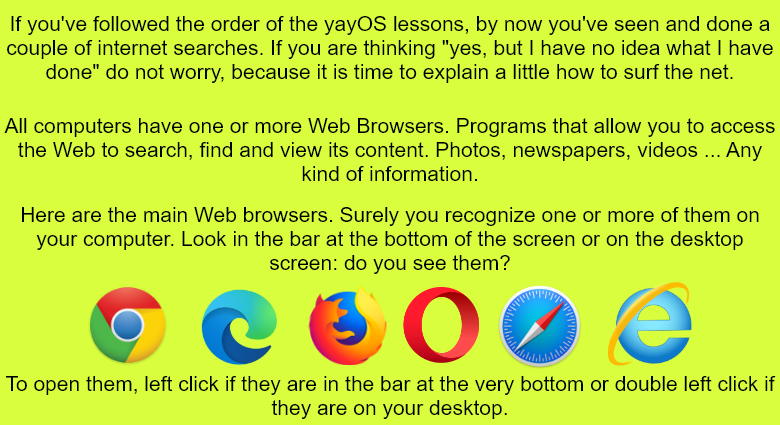 If you've followed the order of the yayOS lessons, by now you've seen and done a
couple of internet searches. If you are thinking "yes, but I have no idea what I have
done" do not worry, because it is time to explain a little how to surf the net.
All computers have one or more Web Browsers. Programs that allow you to access
the Web to search, find and view its content. Photos, newspapers, videos ... Any
kind of information.
Here are the main Web browsers. Surely you recognize one or more of them on
your computer. Look in the bar at the bottom of the screen or on the desktop
screen: do you see them?
To open them, left click if they are in the bar at the very bottom or double left click if
they are on your desktop.